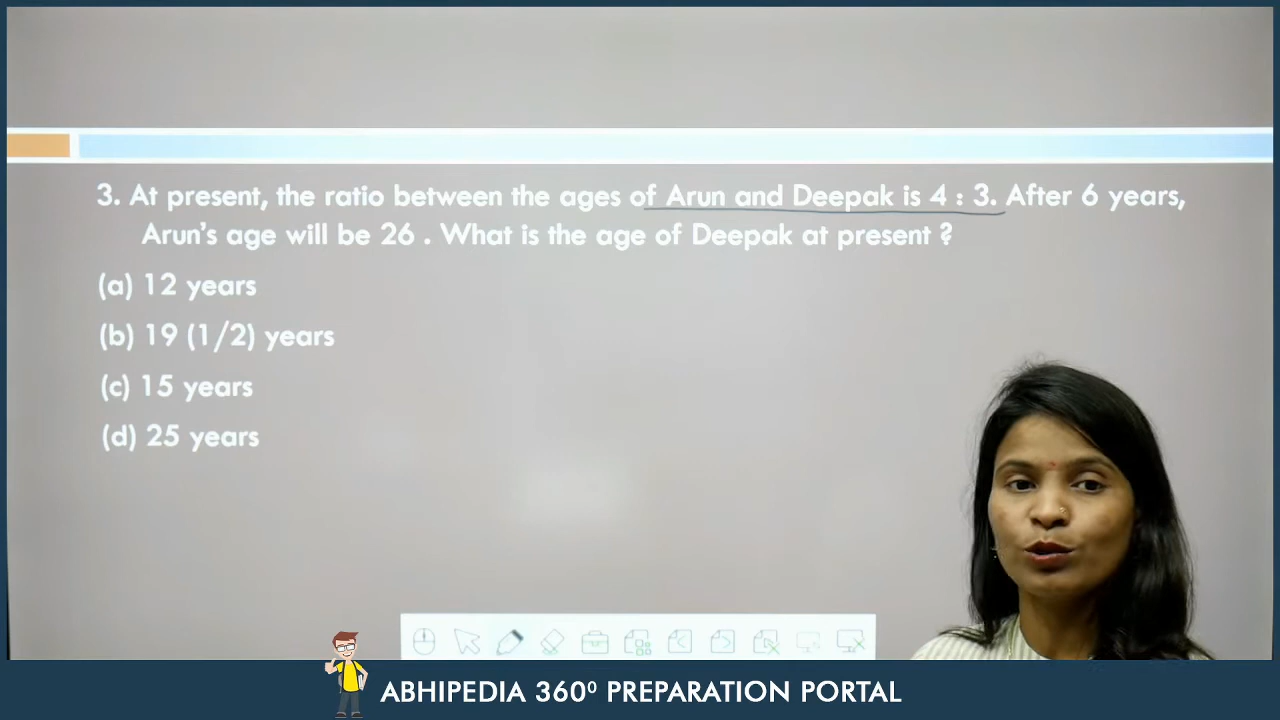 3. At present, the ratio between the ages of Arun and Deepak is 4 : 3. After 6 years,
Arun's age will be 26 . What is the age of Deepak at present ?
(a) 12 years
(b) 19 (1/2) years
(c) 15 years
(d) 25 years
ABHIPEDIA 360⁰ PREPARATION PORTAL